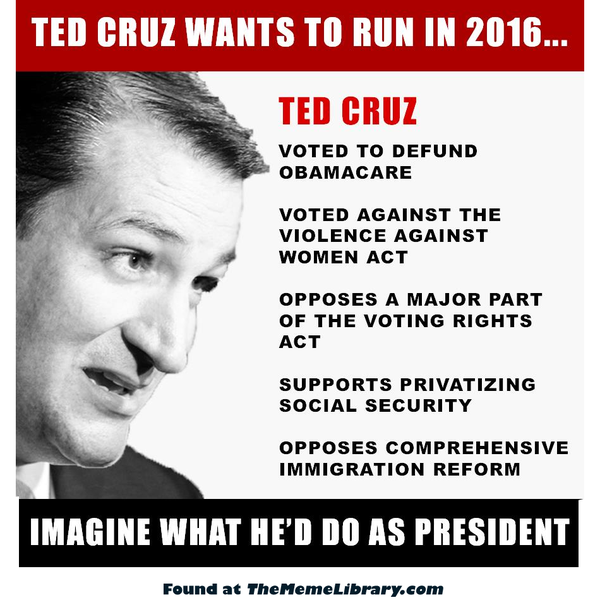 TED CRUZ WANTS TO RUN IN 2016...
TED CRUZ
VOTED TO DEFUND
OBAMACARE
VOTED AGAINST THE
VIOLENCE AGAINST
WOMEN ACT
OPPOSES A MAJOR PART
OF THE VOTING RIGHTS
ACT
SUPPORTS PRIVATIZING
SOCIAL SECURITY
OPPOSES COMPREHENSIVE
IMMIGRATION REFORM
IMAGINE WHAT HE'D DO AS PRESIDENT
Found at TheMemeLibrary.com